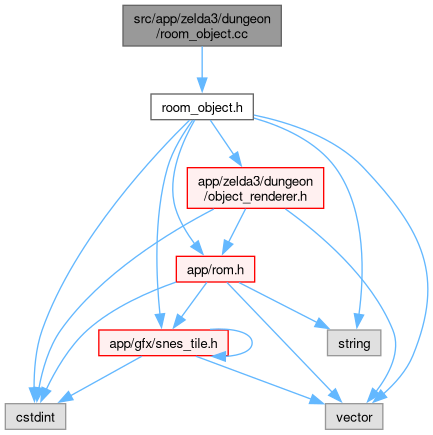 src/app/zelda3/dungeon
/room_object.cc
room_object.h
app/zelda3/dungeon
/object_renderer.h
app/rom.h
string
app/gfx/snes_tile.h
cstdint
vector